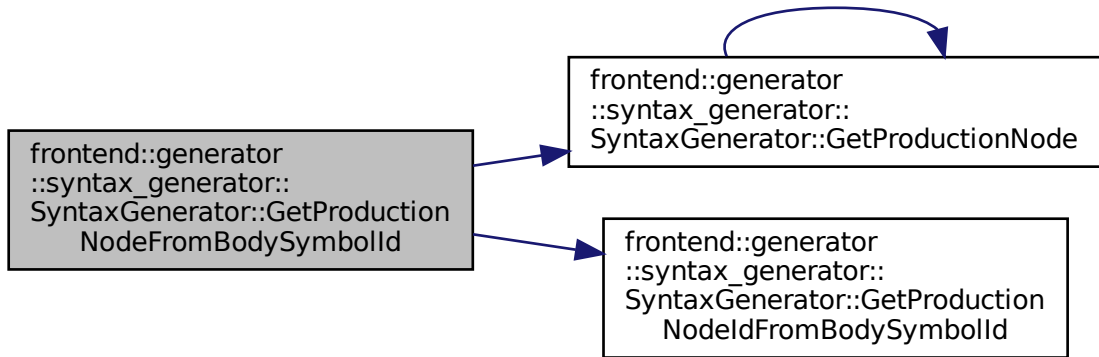 frontend::generator
::syntax_generator::
SyntaxGenerator::GetProduction
NodeFromBodySymbolId
frontend::generator
::syntax_generator::
SyntaxGenerator::GetProductionNode
frontend::generator
::syntax_generator::
SyntaxGenerator::GetProduction
NodeIdFromBodySymbolId